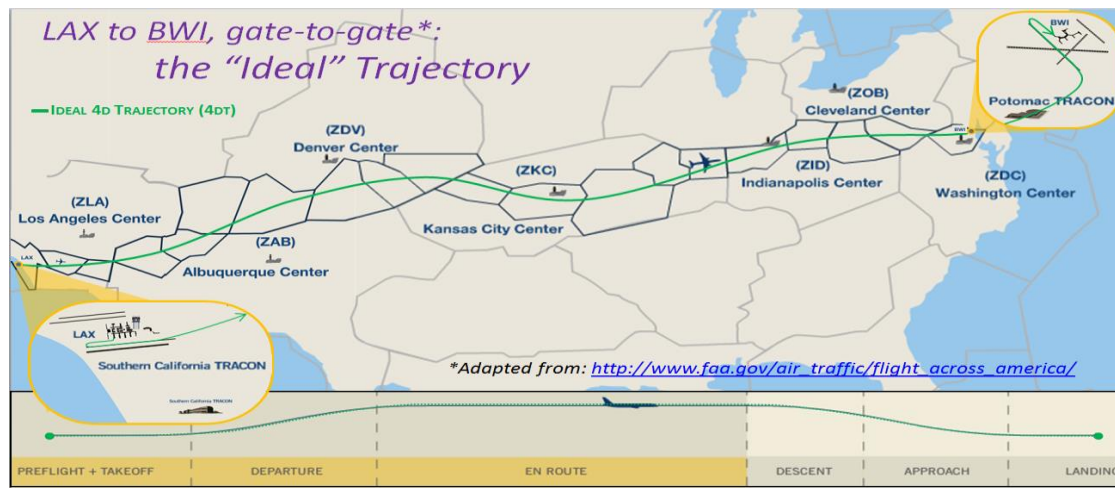 LAX to BWI, gate-to-gate*:
the “Ideal” Trajectory
IDEAL 4D TRAJECTORY (4DT)
BWI
Potomac TRACON
(ZOB)
Cleveland Center
(ZDV)
Denver Center
BWI
(ZKC)
(ZID)
Indianapolis Center
(ZDC)
Washington Center
(ZLA)
Los Angeles Center
Kansas City Center
(ZAB)
Albuquerque Center
LAX
LAX
Southern California TRACON
Southern California TRACON
*Adapted from: http://www.faa.gov/air_traffic/flight_across_america/
PREFLIGHT + TAKEOFF
DEPARTURE
EN ROUTE
DESCENT
APPROACH
LANDING